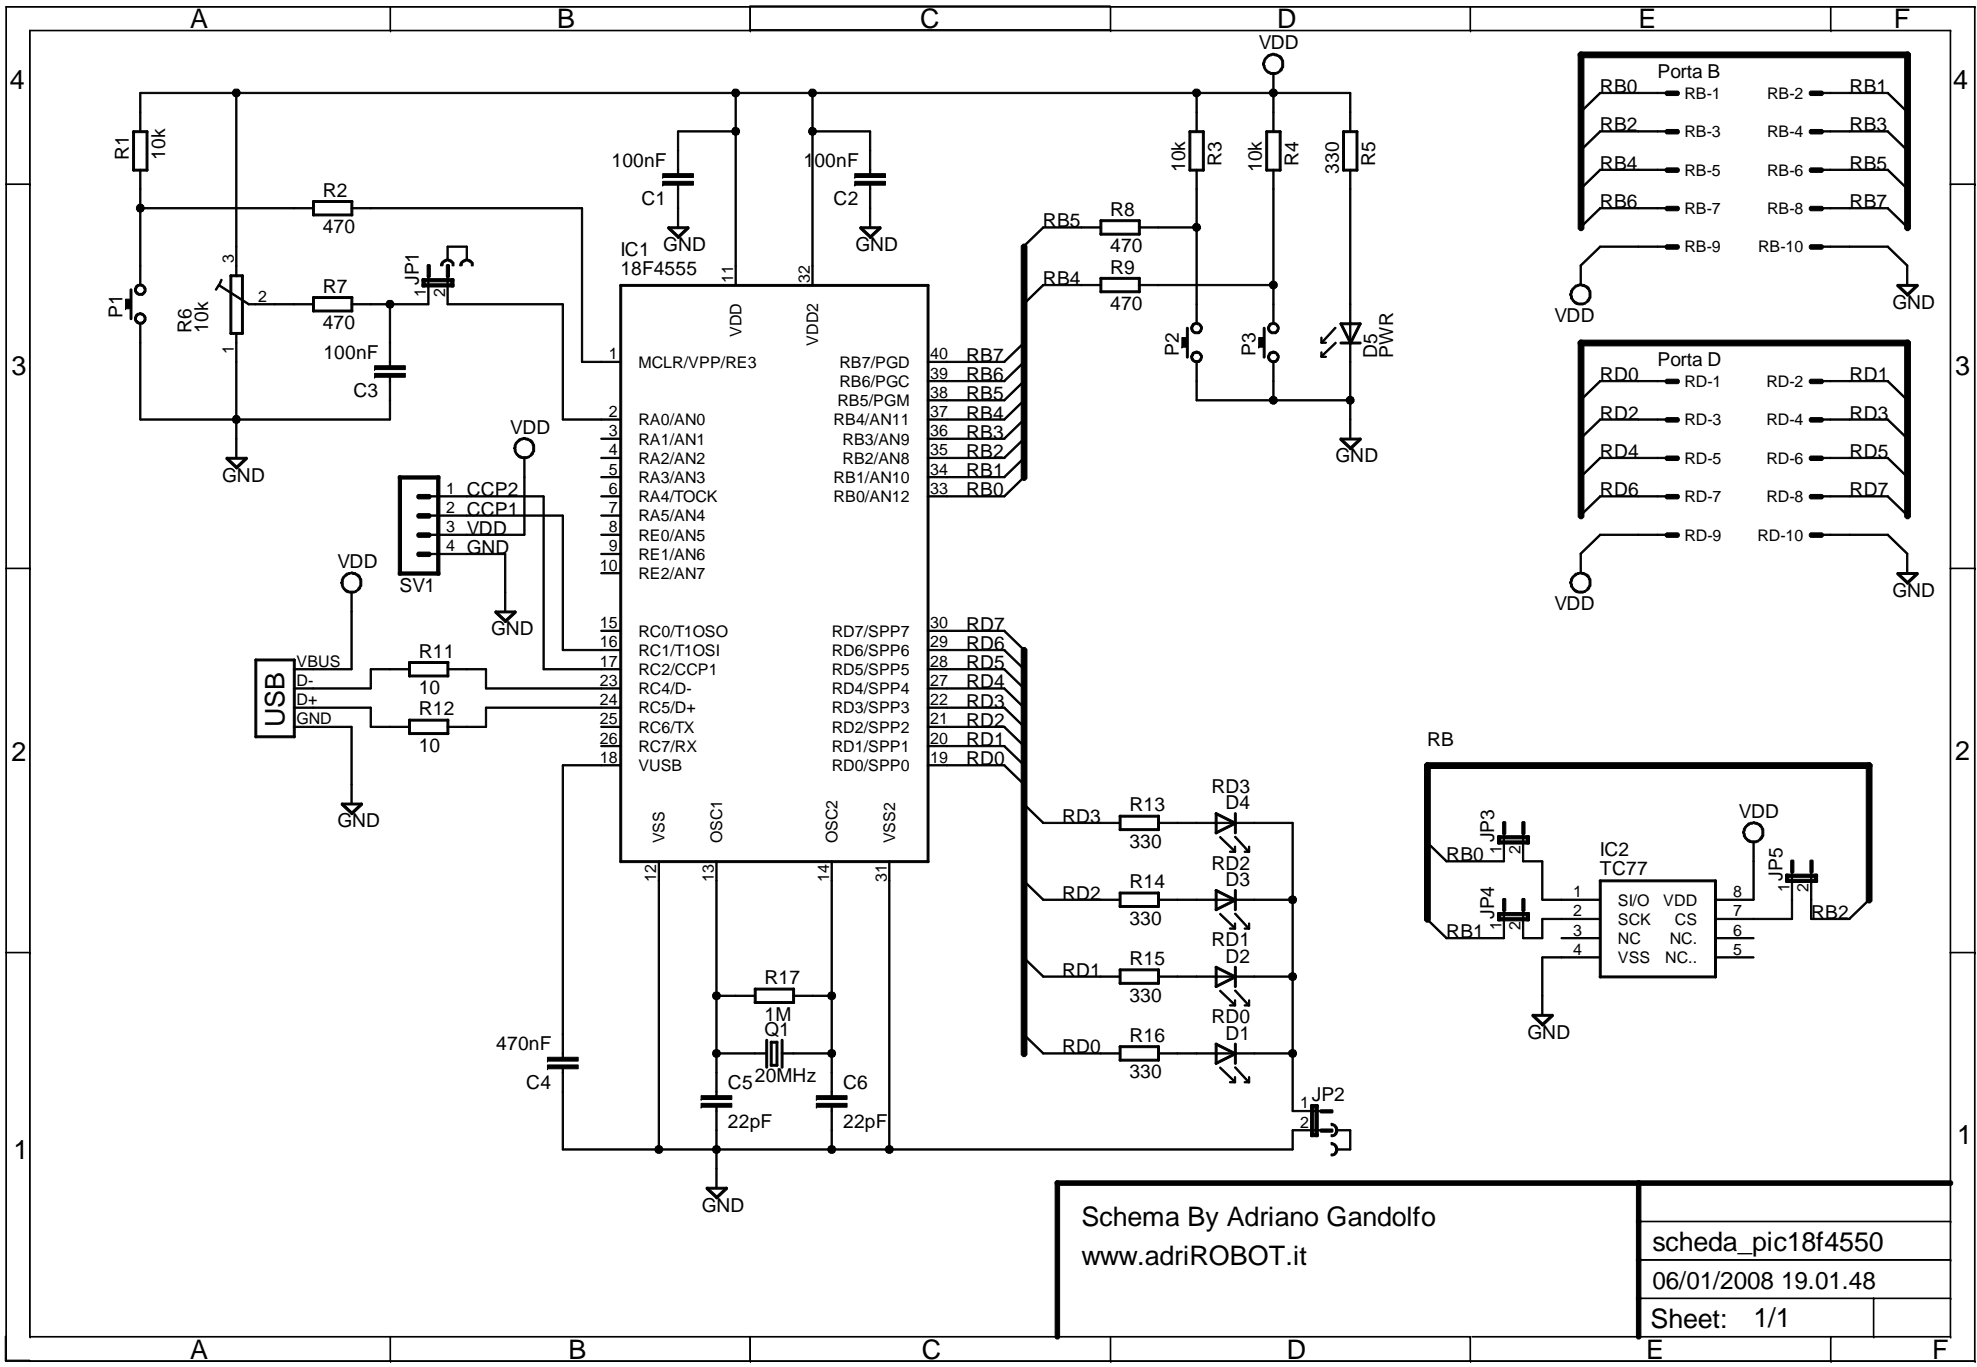 A B C D E F
4 4
3 3
2 2
1 1
A B C D E F
VDD
R1
10k
R2
470
P1
R6
10k
3
2
1
R7
470
JP1
1
2
100nF
C3
GND
100nF
C1
GND
100nF
C2
GND
IC1
18F4555
11
VDD
32
VDD2
1 MCLR/VPP/RE3
2 RA0/AN0
3 RA1/AN1
4 RA2/AN2
5 RA3/AN3
6 RA4/TOCK
7 RA5/AN4
8 RE0/AN5
9 RE1/AN6
10 RE2/AN7
15 RC0/T1OSO
16 RC1/T1OSI
17 RC2/CCP1
23 RC4/D-
24 RC5/D+
25 RC6/TX
26 RC7/RX
18 VUSB
RB7/PGD 40 RB7
RB6/PGC 39 RB6
RB5/PGM 38 RB5
RB4/AN11 37 RB4
RB3/AN9 36 RB3
RB2/AN8 35 RB2
RB1/AN10 34 RB1
RB0/AN12 33 RB0
RD7/SPP7 30 RD7
RD6/SPP6 29 RD6
RD5/SPP5 28 RD5
RD4/SPP4 27 RD4
RD3/SPP3 22 RD3
RD2/SPP2 21 RD2
RD1/SPP1 20 RD1
RD0/SPP0 19 RD0
VSS
12
OSC1
13
OSC2
14
VSS2
31
VDD
1 CCP2
2 CCP1
3 VDD
4 GND
SV1
GND
VDD
USB
VBUS
D-
D+
GND
GND
R11
10
R12
10
470nF
C4
R17
1M
Q1
20MHz
C5
22pF
C6
22pF
GND
RB5
R8
470
RB4
R9
470
10k
R3
10k
R4
330
R5
P2
P3
D5
PWR
GND
RD3
R13
330
RD3
D4
RD2
R14
330
RD2
D3
RD1
R15
330
RD1
D2
RD0
R16
330
RD0
D1
JP2
1
2
Porta B
RB0 RB-1 RB-2 RB1
RB2 RB-3 RB-4 RB3
RB4 RB-5 RB-6 RB5
RB6 RB-7 RB-8 RB7
RB-9 RB-10
VDD
GND
Porta D
RD0 RD-1 RD-2 RD1
RD2 RD-3 RD-4 RD3
RD4 RD-5 RD-6 RD5
RD6 RD-7 RD-8 RD7
RD-9 RD-10
VDD
GND
RB
JP3
1
2
RB0
JP4
1
2
RB1
IC2
TC77
VDD
JP5
1
2
RB2
1 SI/O VDD 8
2 SCK CS 7
3 NC NC. 6
4 VSS NC.. 5
GND
Schema By Adriano Gandolfo
www.adriROBOT.it
scheda_pic18f4550
06/01/2008 19.01.48
Sheet: 1/1